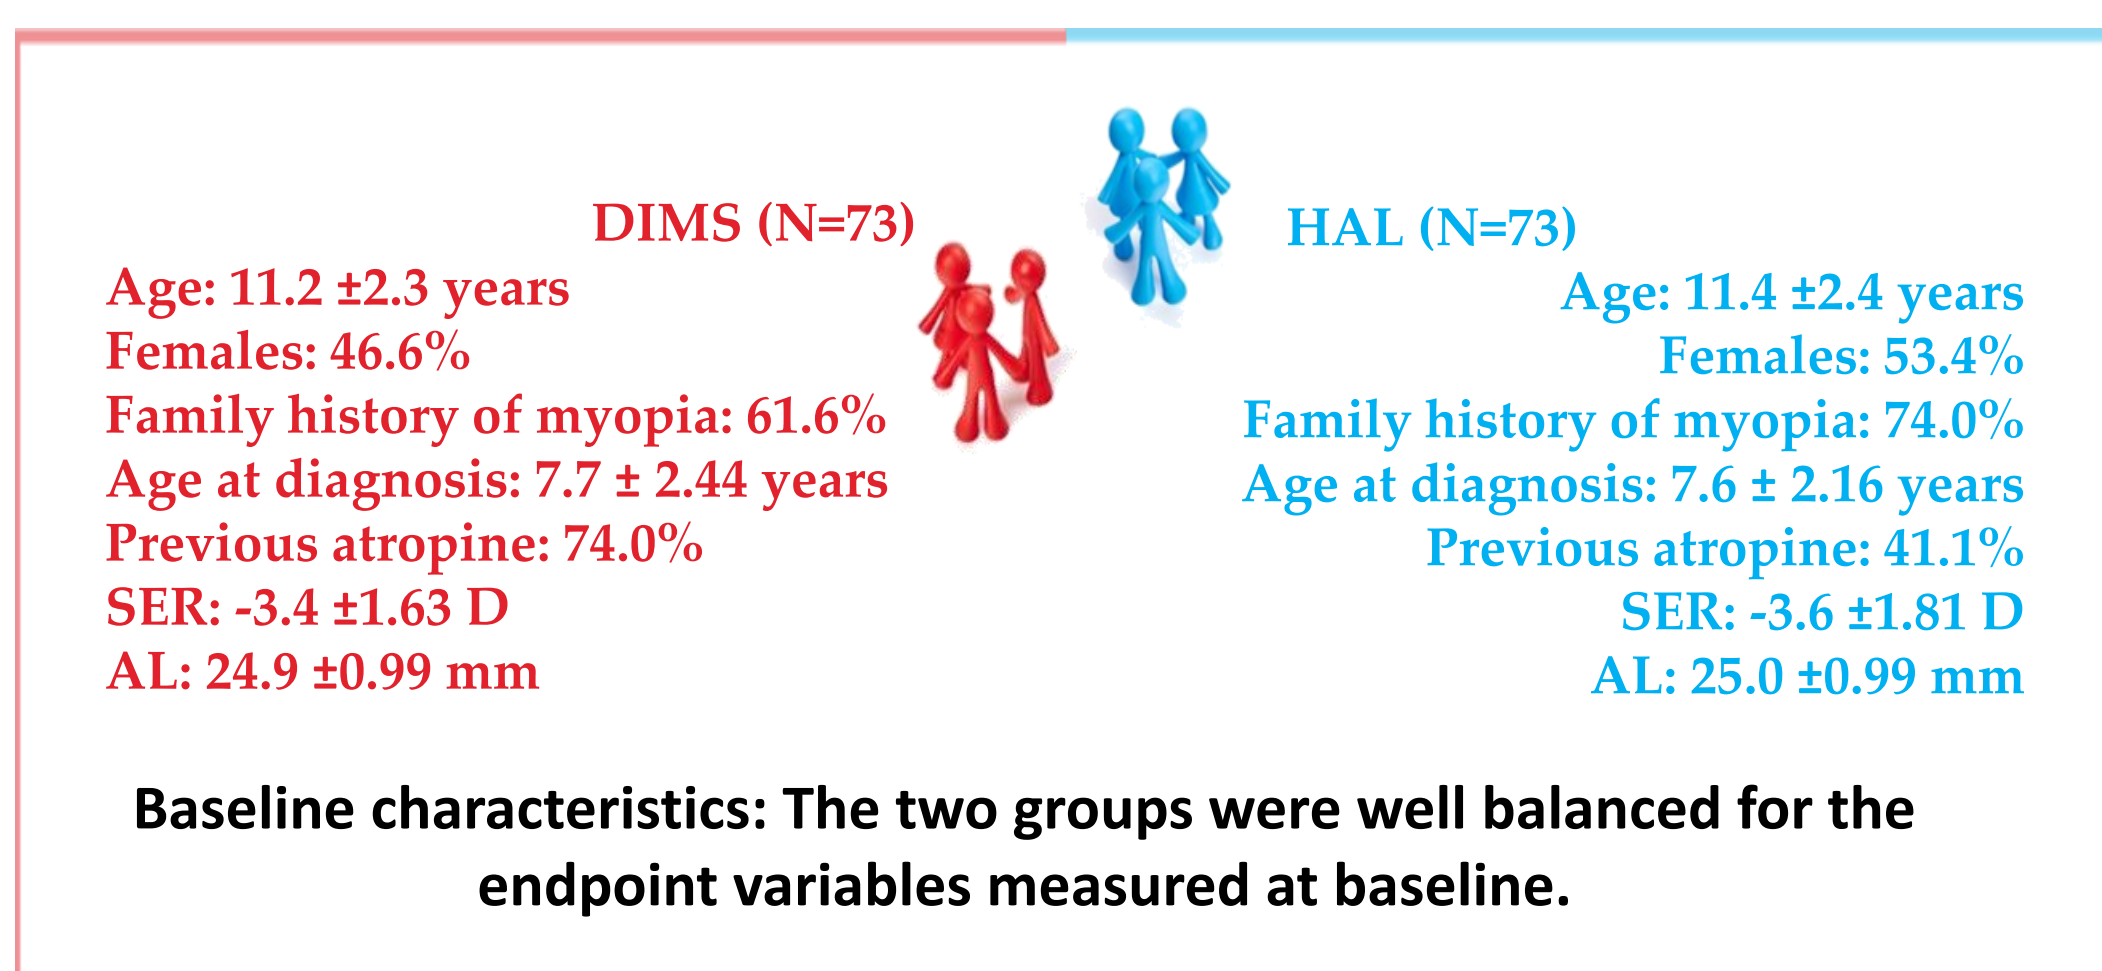 DIMS (N=73)
Age: 11.2 ±2.3 years
Females: 46.6%
Family history of myopia: 61.6%
Age at diagnosis: 7.7 ± 2.44 years
Previous atropine: 74.0%
SER: -3.4 ±1.63 D
AL: 24.9 ±0.99 mm
HAL (N=73)
Age: 11.4 ±2.4 years
Females: 53.4%
Family history of myopia: 74.0%
Age at diagnosis: 7.6 ± 2.16 years
Previous atropine: 41.1%
SER: -3.6 ±1.81 D
AL: 25.0 ±0.99 mm
Baseline characteristics: The two groups were well balanced for the
endpoint variables measured at baseline.